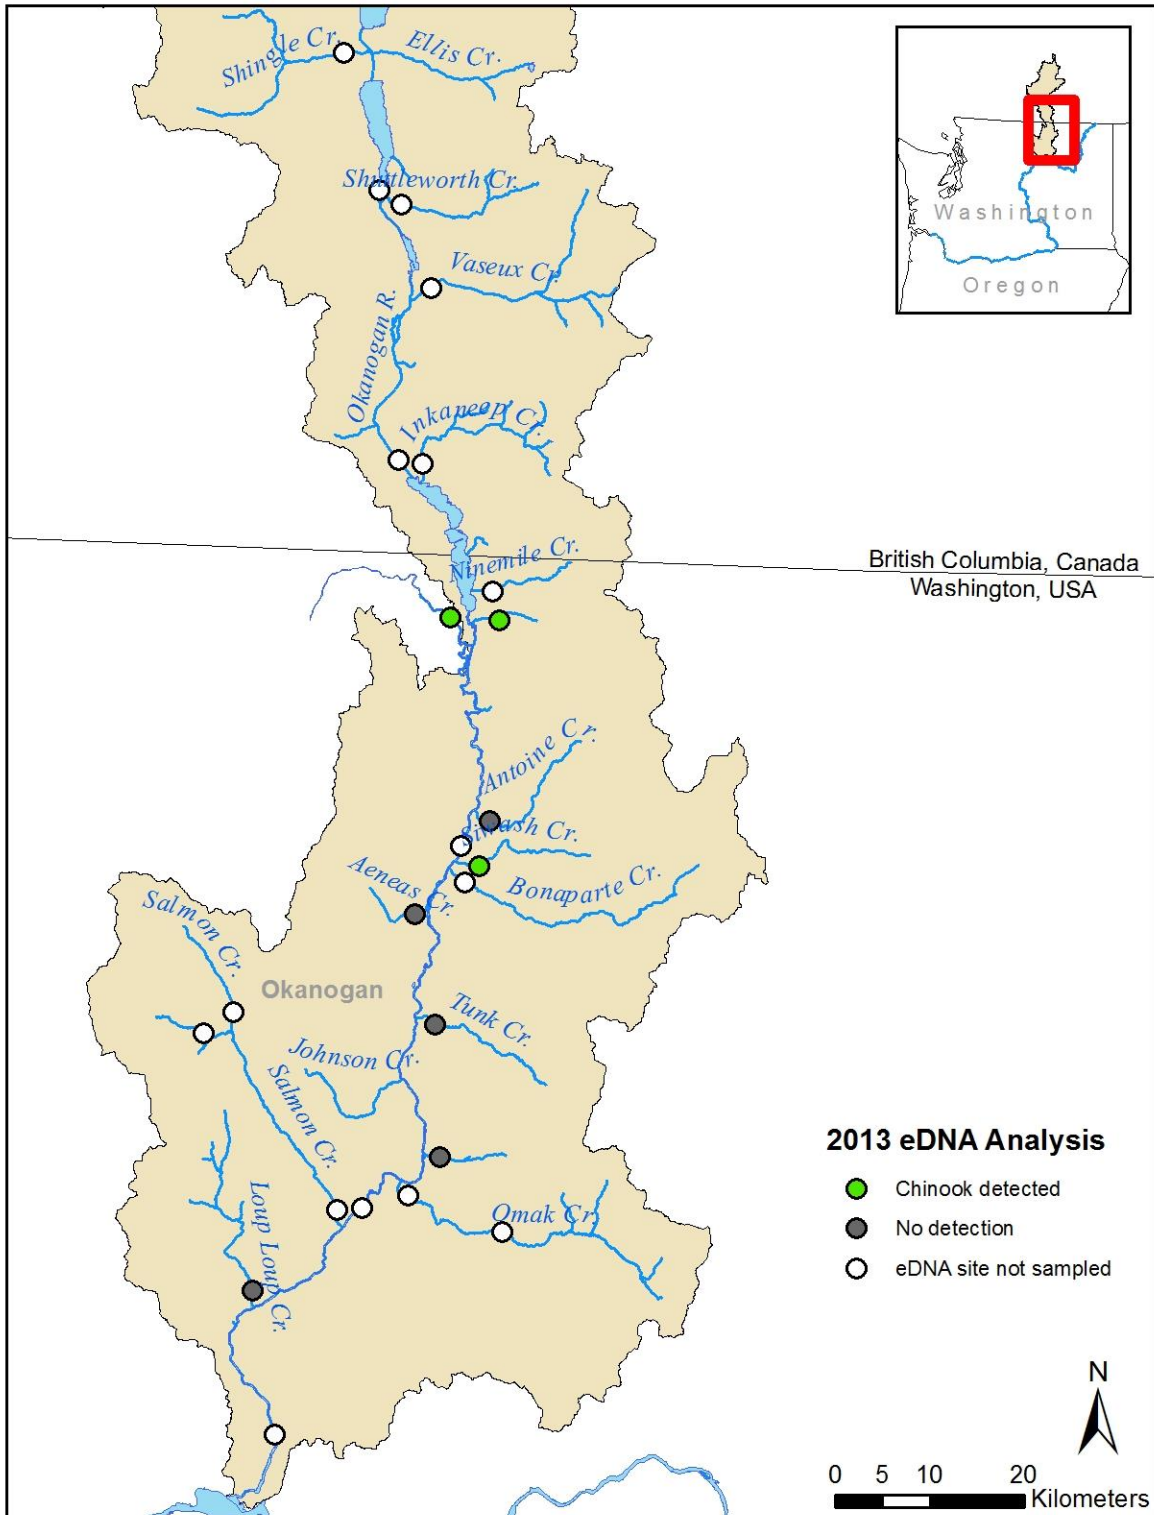 Shingle Cr.
Ellis Cr.
Shuttleworth Cr.
Vaseux Cr.
Okanogan R.
Inkaneep Cr.
Washington
Oregon
Ninemile Cr.
British Columbia, Canada
Washington, USA
Antoine Cr.
Siwash Cr.
Aeneas Cr.
Bonaparte Cr.
Salmon Cr.
Okanogan
Tunk Cr.
Johnson Cr.
Salmon Cr.
Loup Loup Cr.
Omak Cr.
2013 eDNA Analysis
Chinook detected
No detection
eDNA site not sampled
N
0 5 10 20
Kilometers